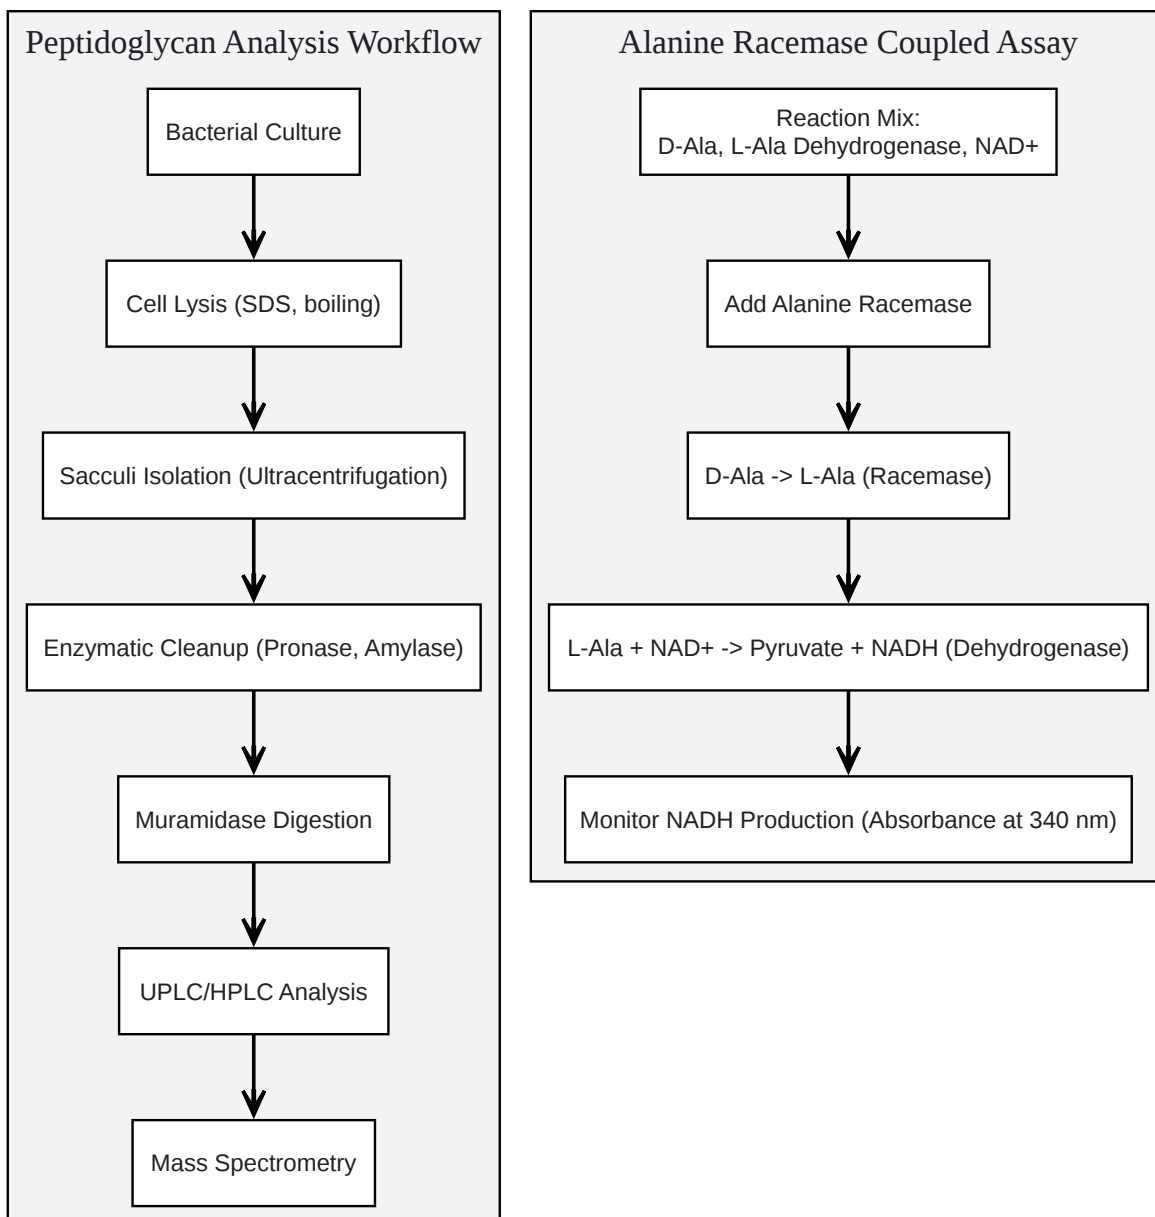 Peptidoglycan Analysis Workflow
Bacterial Culture
Cell Lysis (SDS, boiling)
Sacculi Isolation (Ultracentrifugation)
Enzymatic Cleanup (Pronase, Amylase)
Muramidase Digestion
UPLC/HPLC Analysis
Mass Spectrometry
Alanine Racemase Coupled Assay
Reaction Mix:
D-Ala, L-Ala Dehydrogenase, NAD+
Add Alanine Racemase
D-Ala -> L-Ala (Racemase)
L-Ala + NAD+ -> Pyruvate + NADH (Dehydrogenase)
Monitor NADH Production (Absorbance at 340 nm)